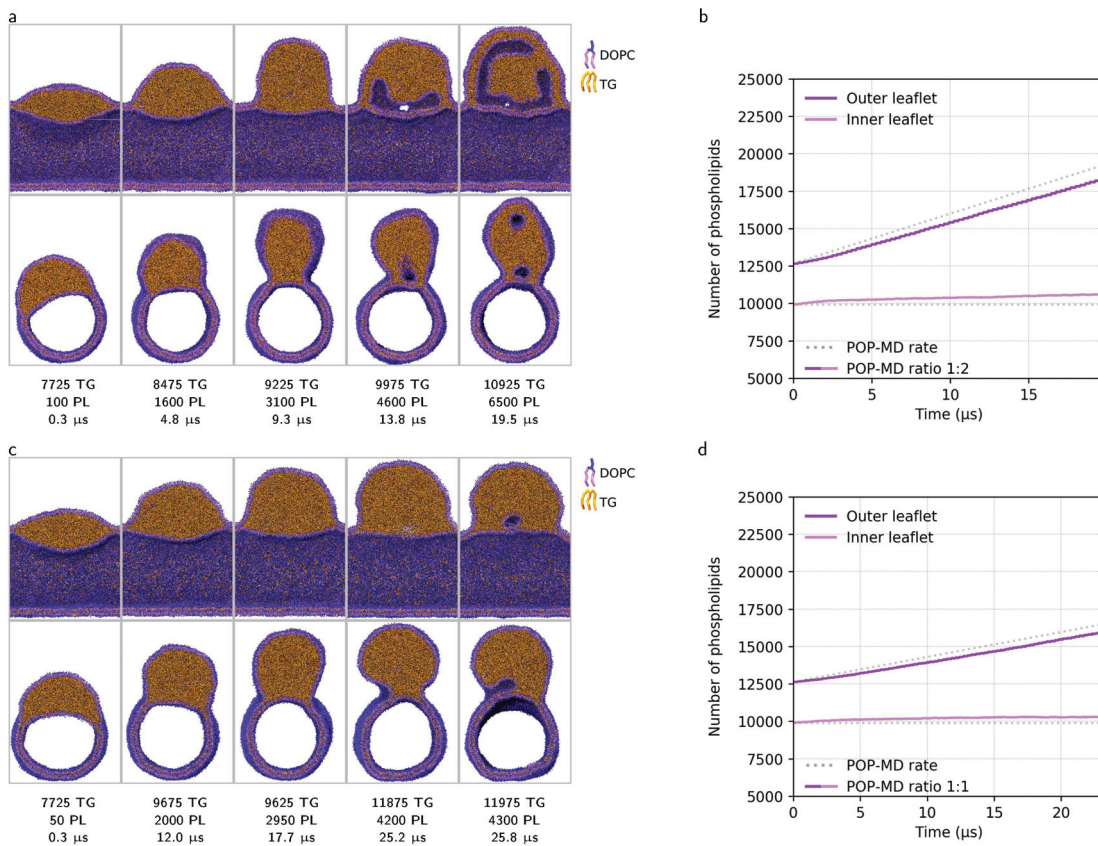 a
DOPC
TG
7725 TG 8475 TG 9225 TG 9975 TG 10925 TG
100 PL 1600 PL 3100 PL 4600 PL 6500 PL
0.3 μs 4.8 μs 9.3 μs 13.8 μs 19.5 μs
b
Number of phospholipids
25000
22500
20000
17500
15000
12500
10000
7500
5000
Outer leaflet
Inner leaflet
POP-MD rate
POP-MD ratio 1:2
0 5 10 15
Time (μs)
c
DOPC
TG
7725 TG 9675 TG 9625 TG 11875 TG 11975 TG
50 PL 2000 PL 2950 PL 4200 PL 4300 PL
0.3 μs 12.0 μs 17.7 μs 25.2 μs 25.8 μs
d
Number of phospholipids
25000
22500
20000
17500
15000
12500
10000
7500
5000
Outer leaflet
Inner leaflet
POP-MD rate
POP-MD ratio 1:1
0 5 10 15 20
Time (μs)